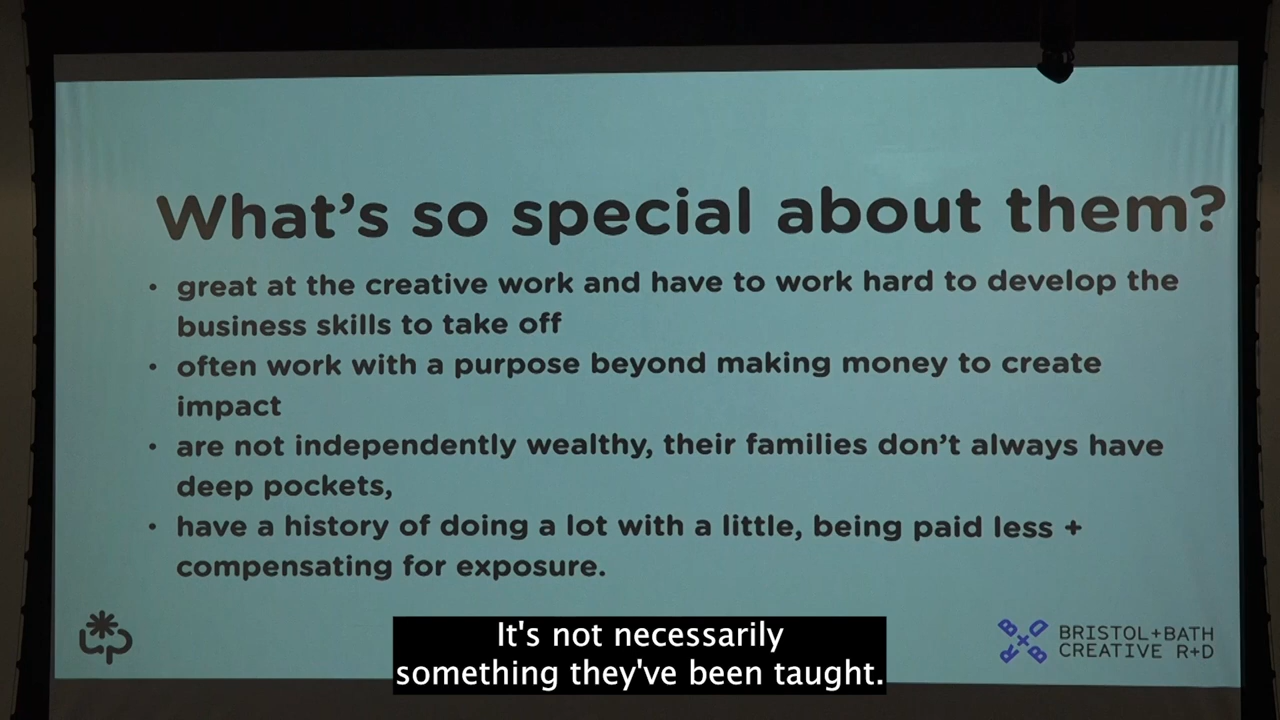 What's so special about them?
• great at the creative work and have to work hard to develop the
business skills to take off
• often work with a purpose beyond making money to create
impact
• are not independently wealthy, their families don't always have
deep pockets,
• have a history of doing a lot with a little, being paid less +
compensating for exposure.
It's not necessarily
something they've been taught.
up
B+B R+D
BRISTOL+BATH
CREATIVE R+D